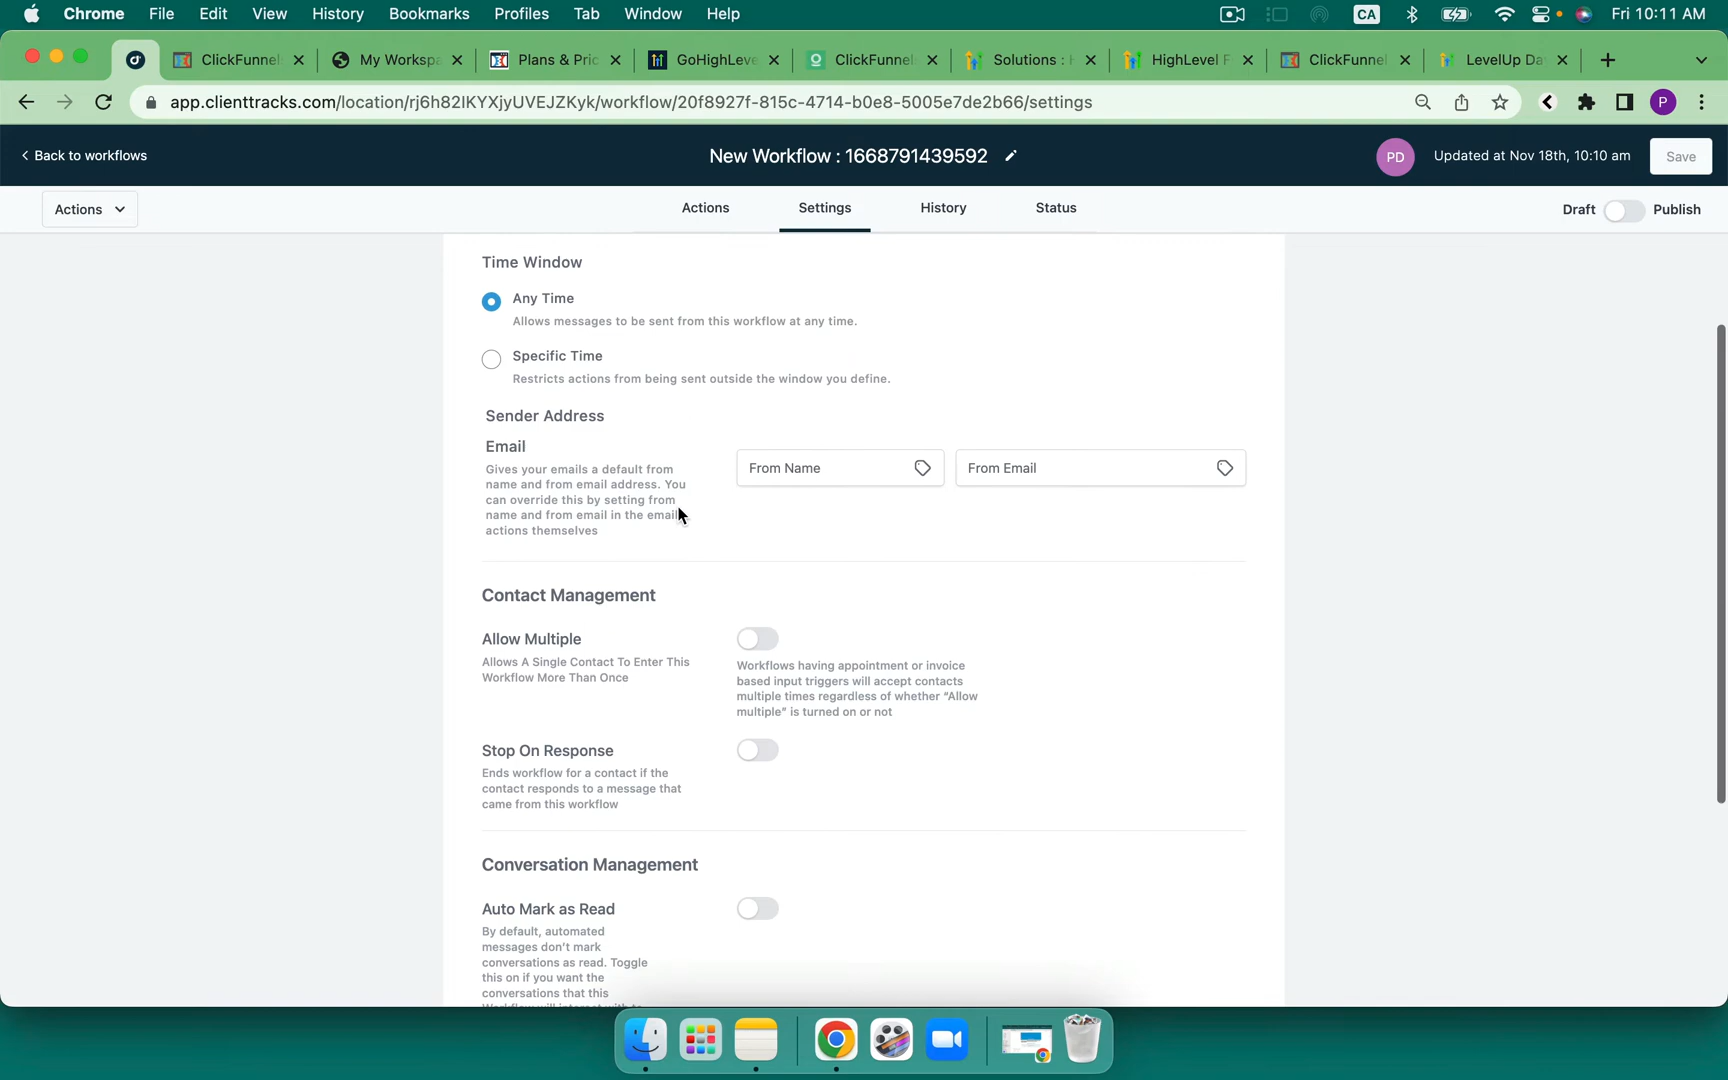 Chrome File Edit View History Bookmarks Profiles Tab Window Help CA Fri 10:11 AM
ClickFunnel My Workspa Plans & Pric GoHighLeve ClickFunnel Solutions : H HighLevel F ClickFunnel LevelUp Da
app.clienttracks.com/location/rj6h82IKYXjyUVEJZKyk/workflow/20f8927f-815c-4714-b0e8-5005e7de2b66/settings P
Back to workflows New Workflow : 1668791439592 PD Updated at Nov 18th, 10:10 am Save
Actions Actions Settings History Status Draft Publish
Time Window
Any Time
Allows messages to be sent from this workflow at any time.
Specific Time
Restricts actions from being sent outside the window you define.
Sender Address
Email
Gives your emails a default from
name and from email address. You
can override this by setting from
name and from email in the email
actions themselves
From Name From Email
Contact Management
Allow Multiple
Allows A Single Contact To Enter This
Workflow More Than Once
Workflows having appointment or invoice
based input triggers will accept contacts
multiple times regardless of whether "Allow
multiple" is turned on or not
Stop On Response
Ends workflow for a contact if the
contact responds to a message that
came from this workflow
Conversation Management
Auto Mark as Read
By default, automated
messages don't mark
conversations as read. Toggle
this on if you want the
conversations that this